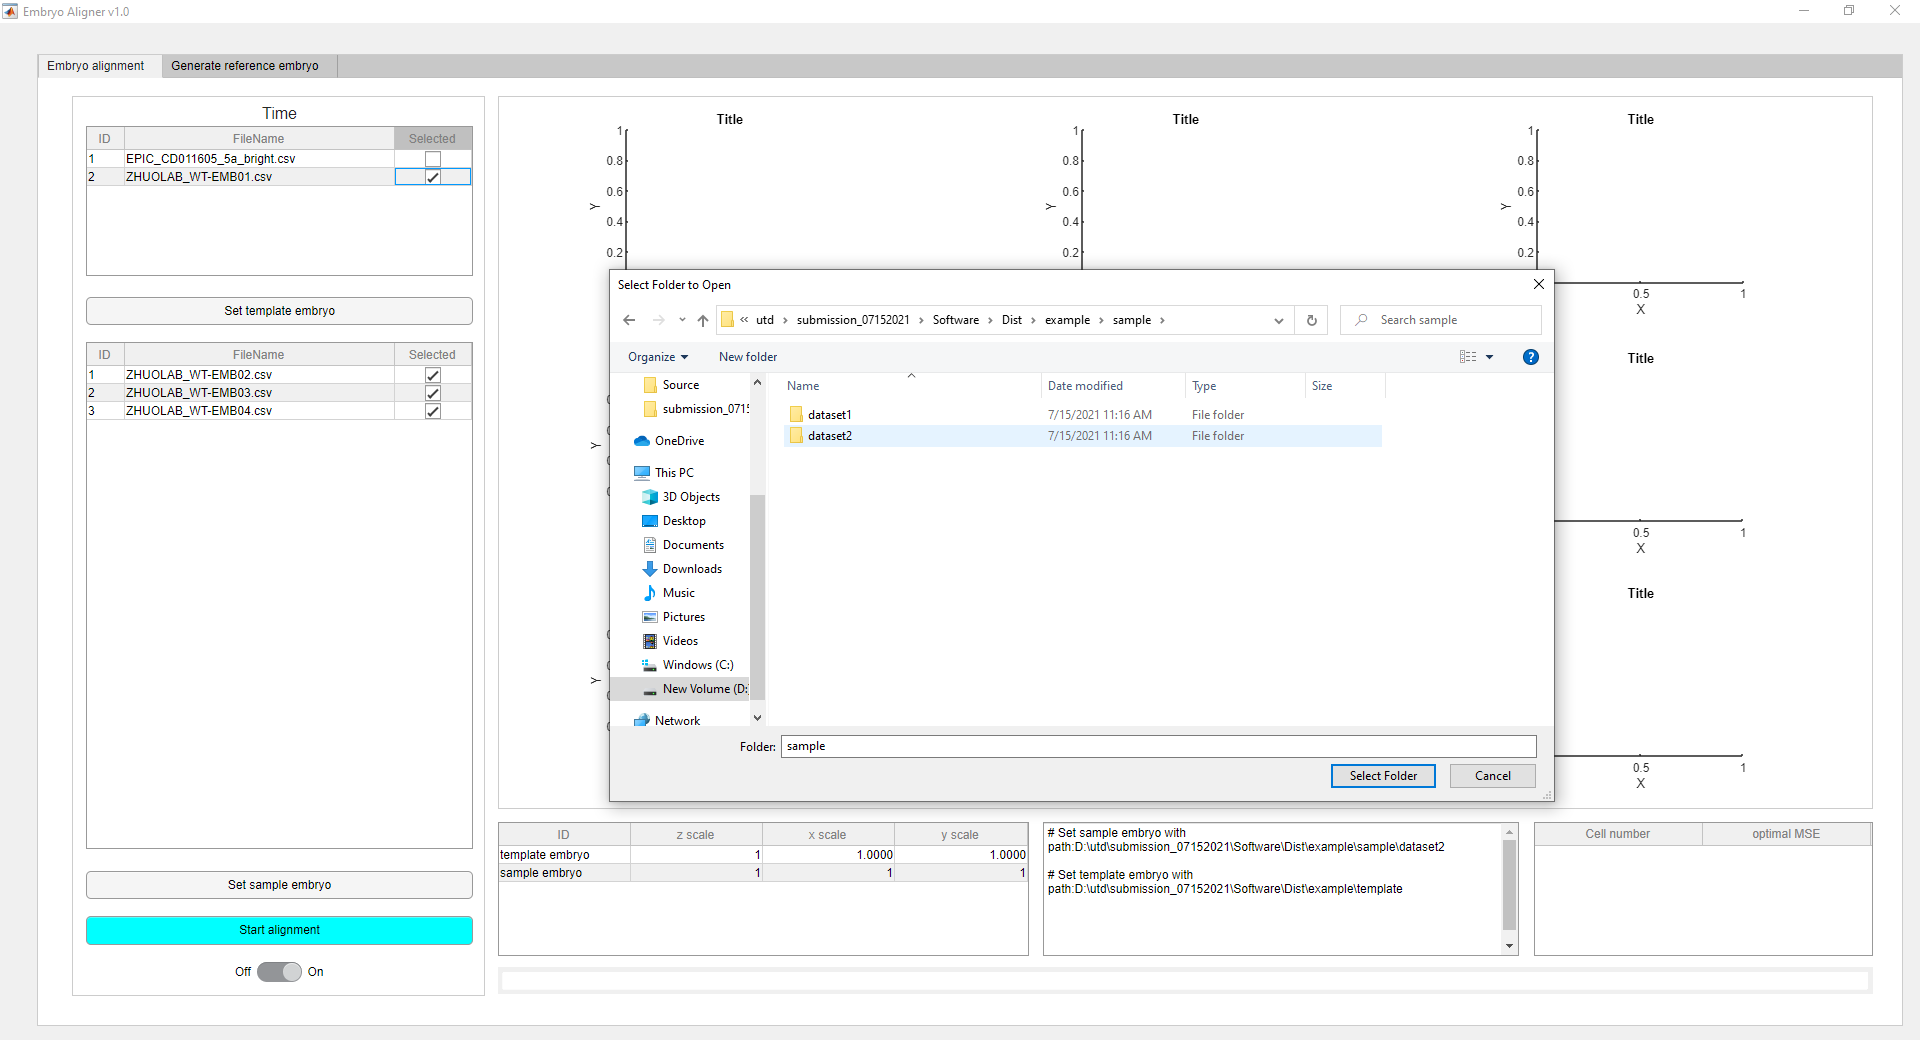 Embryo Aligner v1.0
Embryo alignment
Generate reference embryo
Time
ID FileName Selected
1 EPIC_CD011605_5a_bright.csv
2 ZHUOLAB_WT-EMB01.csv
Set template embryo
ID FileName Selected
1 ZHUOLAB_WT-EMB02.csv
2 ZHUOLAB_WT-EMB03.csv
3 ZHUOLAB_WT-EMB04.csv
Set sample embryo
Start alignment
Off On
Title Title Title
1 1 1
0.8 0.8 0.8
0.6 0.6 0.6
Y Y Y
0.4 0.4 0.4
0.2 0.2 0.2
0.5 1
X
Title
Y
0.5 1
X
Title
Y
0.5 1
X
Select Folder to Open
« utd › submission_07152021 › Software › Dist › example › sample ›
Search sample
Organize New folder
Source
submission_0715
OneDrive
This PC
3D Objects
Desktop
Documents
Downloads
Music
Pictures
Videos
Windows (C:)
New Volume (D:
Network
Name Date modified Type Size
dataset1 7/15/2021 11:16 AM File folder
dataset2 7/15/2021 11:16 AM File folder
Folder: sample
Select Folder Cancel
ID z scale x scale y scale
template embryo 1 1.0000 1.0000
sample embryo 1 1 1
# Set sample embryo with
path:D:\utd\submission_07152021\Software\Dist\example\sample\dataset2
# Set template embryo with
path:D:\utd\submission_07152021\Software\Dist\example\template
Cell number optimal MSE